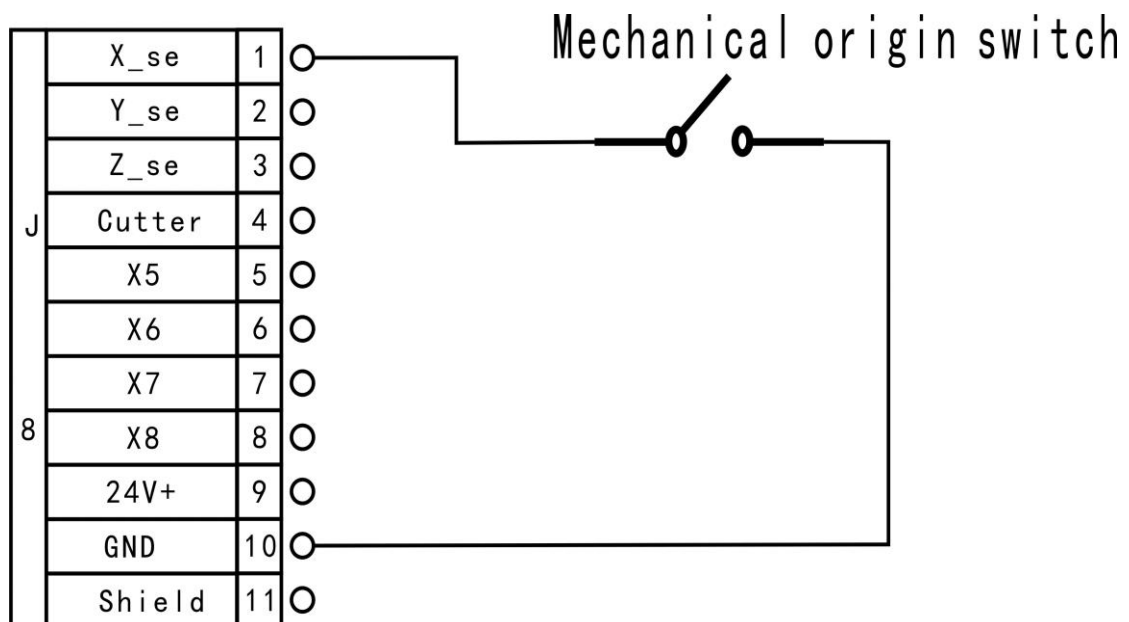 Mechanical origin switch
X_se 1
Y_se 2
Z_se 3
J Cutter 4
X5 5
X6 6
X7 7
8 X8 8
24V+ 9
GND 10
Shield 11